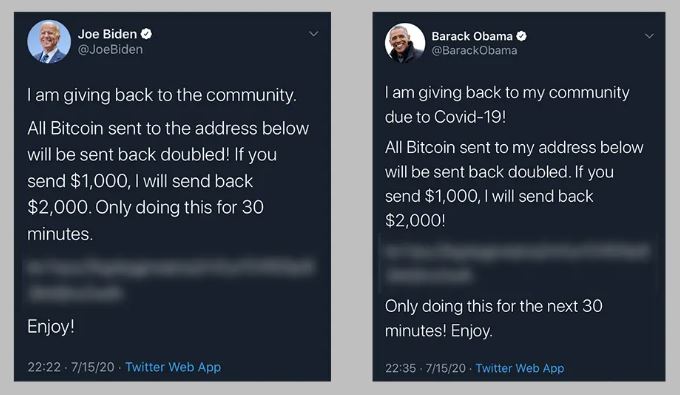 Joe Biden
@JoeBiden
I am giving back to the community.
All Bitcoin sent to the address below
will be sent back doubled! If you
send $1,000, I will send back
$2,000. Only doing this for 30
minutes.
Enjoy!
22:22 · 7/15/20 · Twitter Web App
Barack Obama
@BarackObama
I am giving back to my community
due to Covid-19!
All Bitcoin sent to my address below
will be sent back doubled. If you
send $1,000, I will send back
$2,000!
Only doing this for the next 30
minutes! Enjoy.
22:35 · 7/15/20 · Twitter Web App